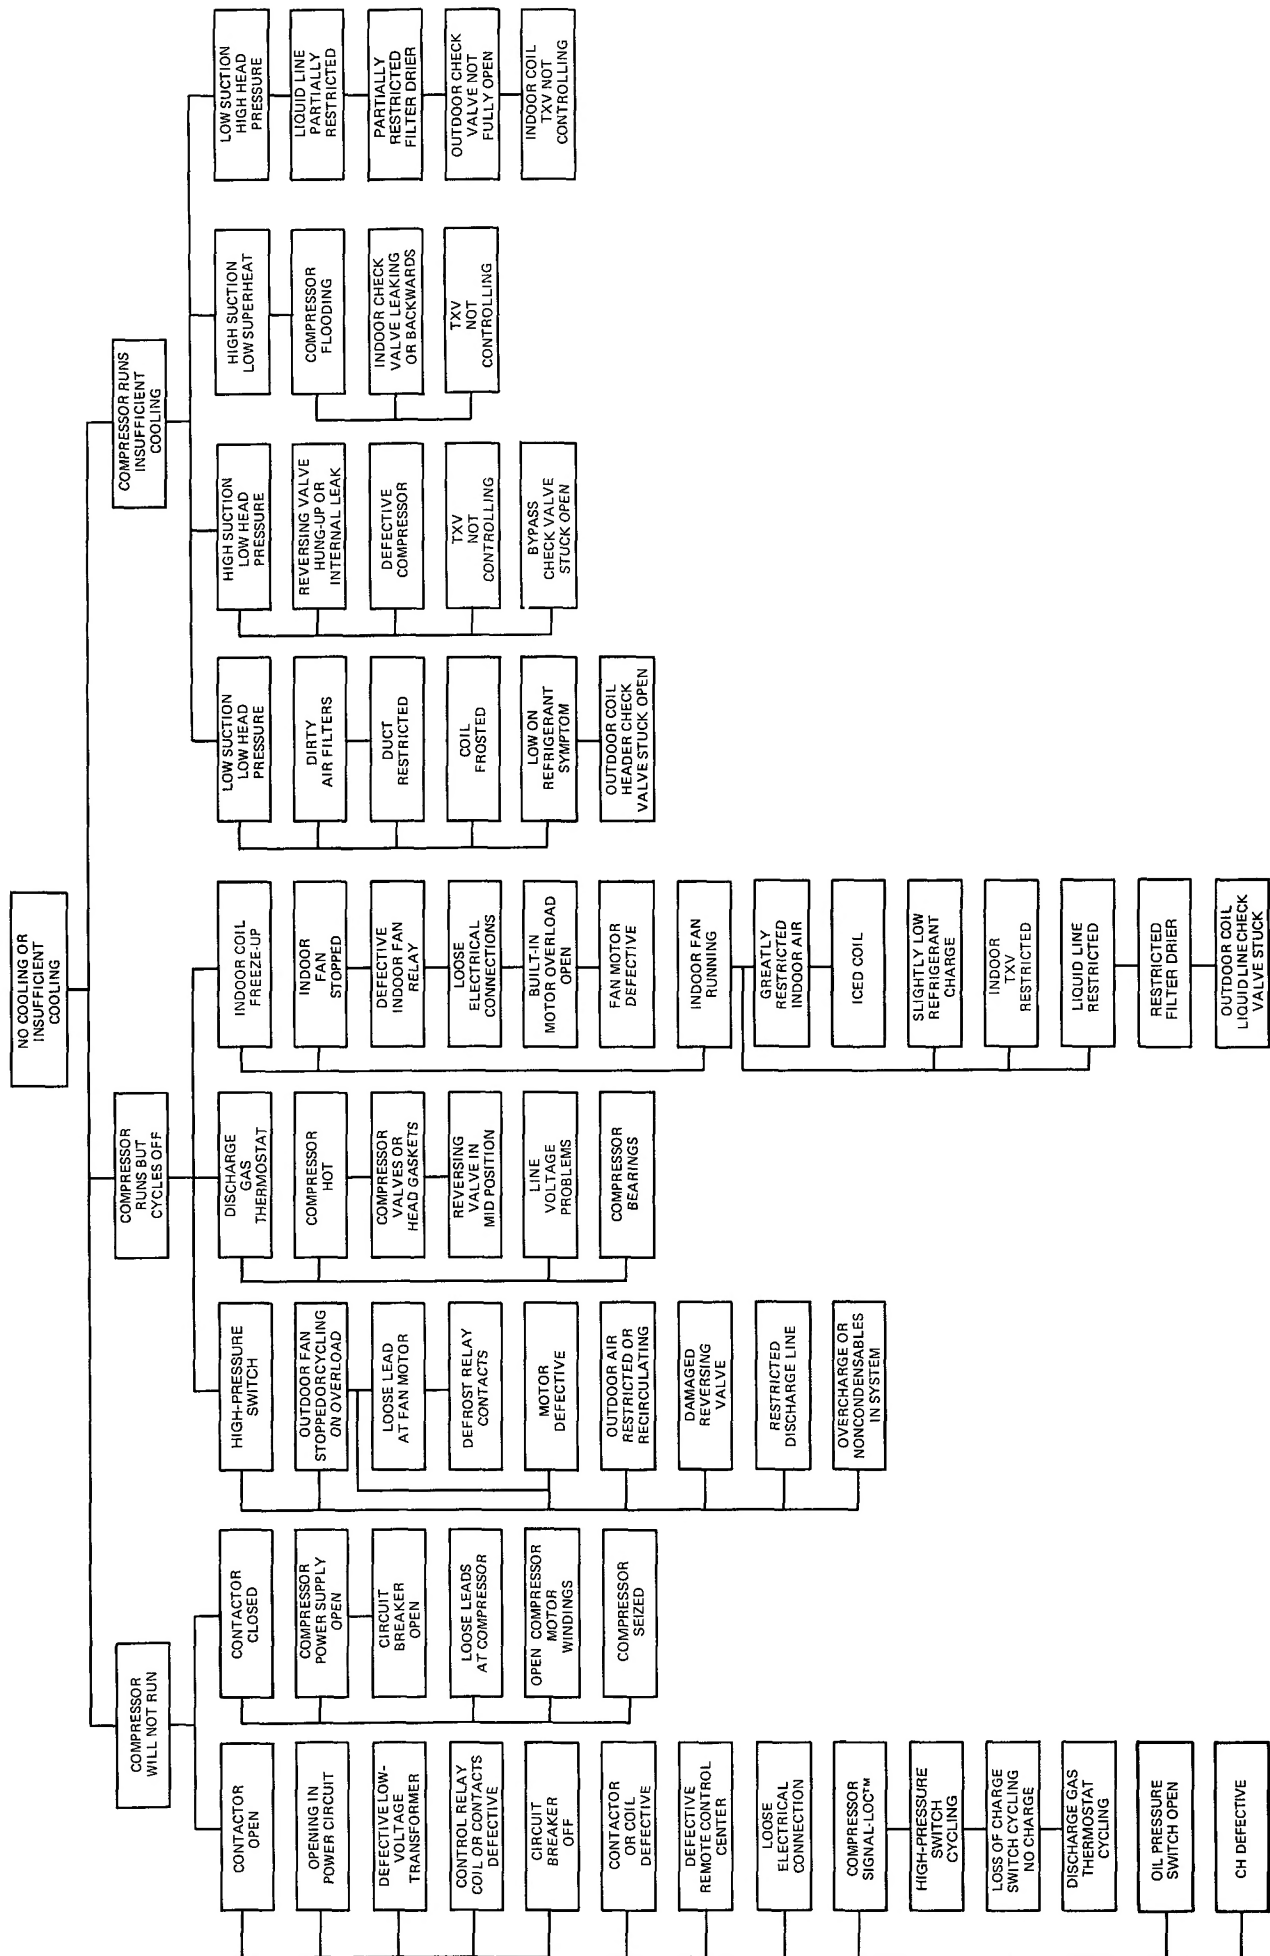 NO COOLING OR
INSUFFICIENT
COOLING
COMPRESSOR
WILL NOT RUN
CONTACTOR
OPEN
OPENING IN
POWER CIRCUIT
DEFECTIVE LOW-
VOLTAGE
TRANSFORMER
CONTROL RELAY
COIL OR CONTACTS
DEFECTIVE
CIRCUIT
BREAKER
OFF
CONTACTOR
OR COIL
DEFECTIVE
DEFECTIVE
REMOTE CONTROL
CENTER
LOOSE
ELECTRICAL
CONNECTION
COMPRESSOR
SIGNAL-LOC™
HIGH-PRESSURE
SWITCH
CYCLING
LOSS OF CHARGE
SWITCH CYCLING
NO CHARGE
DISCHARGE GAS
THERMOSTAT
CYCLING
OIL PRESSURE
SWITCH OPEN
CH DEFECTIVE
CONTACTOR
CLOSED
COMPRESSOR
POWER SUPPLY
OPEN
CIRCUIT
BREAKER
OPEN
LOOSE LEADS
AT COMPRESSOR
OPEN COMPRESSOR
MOTOR
WINDINGS
COMPRESSOR
SEIZED
COMPRESSOR
RUNS BUT
CYCLES OFF
HIGH-PRESSURE
SWITCH
OUTDOOR FAN
STOPPEDORCYCLING
ON OVERLOAD
LOOSE LEAD
AT FAN MOTOR
DEFROST RELAY
CONTACTS
MOTOR
DEFECTIVE
OUTDOOR AIR
RESTRICTED OR
RECIRCULATING
DAMAGED
REVERSING
VALVE
RESTRICTED
DISCHARGE LINE
OVERCHARGE OR
NONCONDENSABLES
IN SYSTEM
DISCHARGE
GAS
THERMOSTAT
COMPRESSOR
HOT
COMPRESSOR
VALVES OR
HEAD GASKETS
REVERSING
VALVE IN
MID POSITION
LINE
VOLTAGE
PROBLEMS
COMPRESSOR
BEARINGS
INDOOR COIL
FREEZE-UP
INDOOR
FAN
STOPPED
DEFECTIVE
INDOOR FAN
RELAY
LOOSE
ELECTRICAL
CONNECTIONS
BUILT-IN
MOTOR OVERLOAD
OPEN
FAN MOTOR
DEFECTIVE
INDOOR FAN
RUNNING
GREATLY
RESTRICTED
INDOOR AIR
ICED COIL
SLIGHTLY LOW
REFRIGERANT
CHARGE
INDOOR
TXV
RESTRICTED
LIQUID LINE
RESTRICTED
RESTRICTED
FILTER DRIER
OUTDOOR COIL
LIQUID LINE CHECK
VALVE STUCK
COMPRESSOR RUNS
INSUFFICIENT
COOLING
LOW SUCTION
LOW HEAD
PRESSURE
DIRTY
AIR FILTERS
DUCT
RESTRICTED
COIL
FROSTED
LOW ON
REFRIGERANT
SYMPTOM
OUTDOOR COIL
HEADER CHECK
VALVE STUCK OPEN
HIGH SUCTION
LOW HEAD
PRESSURE
REVERSING VALVE
HUNG-UP OR
INTERNAL LEAK
DEFECTIVE
COMPRESSOR
TXV
NOT
CONTROLLING
BYPASS
CHECK VALVE
STUCK OPEN
HIGH SUCTION
LOW SUPERHEAT
COMPRESSOR
FLOODING
INDOOR CHECK
VALVE LEAKING
OR BACKWARDS
TXV
NOT
CONTROLLING
LOW SUCTION
HIGH HEAD
PRESSURE
LIQUID LINE
PARTIALLY
RESTRICTED
PARTIALLY
RESTRICTED
FILTER DRIER
OUTDOOR CHECK
VALVE NOT
FULLY OPEN
INDOOR COIL
TXV NOT
CONTROLLING